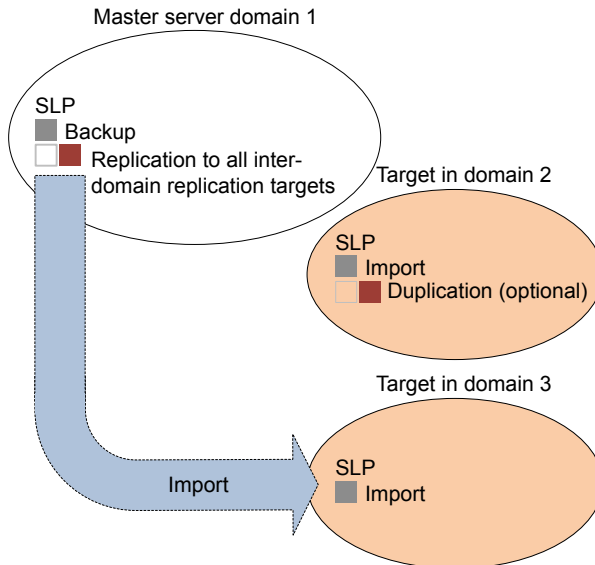 Master server domain 1
SLP
Backup
Replication to all inter-
domain replication targets
Target in domain 2
SLP
Import
Duplication (optional)
Target in domain 3
SLP
Import
Import